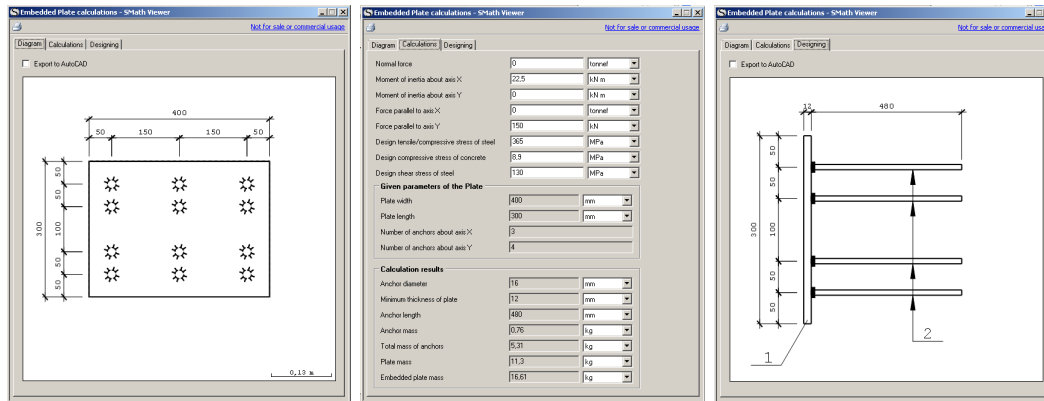 Embedded Plate calculations - SMath Viewer
Not for sale or commercial usage
Diagram Calculations Designing
Export to AutoCAD
400
50 150 150 50
300
50
50
100
50
50
0,13 m
Embedded Plate calculations - SMath Viewer
Not for sale or commercial usage
Diagram Calculations Designing
Normal force 0 tonnef
Moment of inertia about axis X 22,5 kN m
Moment of inertia about axis Y 0 kN m
Force parallel to axis X 0 tonnef
Force parallel to axis Y 150 kN
Design tensile/compressive stress of steel 365 MPa
Design compressive stress of concrete 8,9 MPa
Design shear stress of steel 130 MPa
Given parameters of the Plate
Plate width 400 mm
Plate length 300 mm
Number of anchors about axis X 3
Number of anchors about axis Y 4
Calculation results
Anchor diameter 16 mm
Minimum thickness of plate 12 mm
Anchor length 480 mm
Anchor mass 0,76 kg
Total mass of anchors 5,31 kg
Plate mass 11,3 kg
Embedded plate mass 16,61 kg
Embedded Plate calculations - SMath Viewer
Not for sale or commercial usage
Diagram Calculations Designing
Export to AutoCAD
12 480
300
50
50
100
50
50
1
2